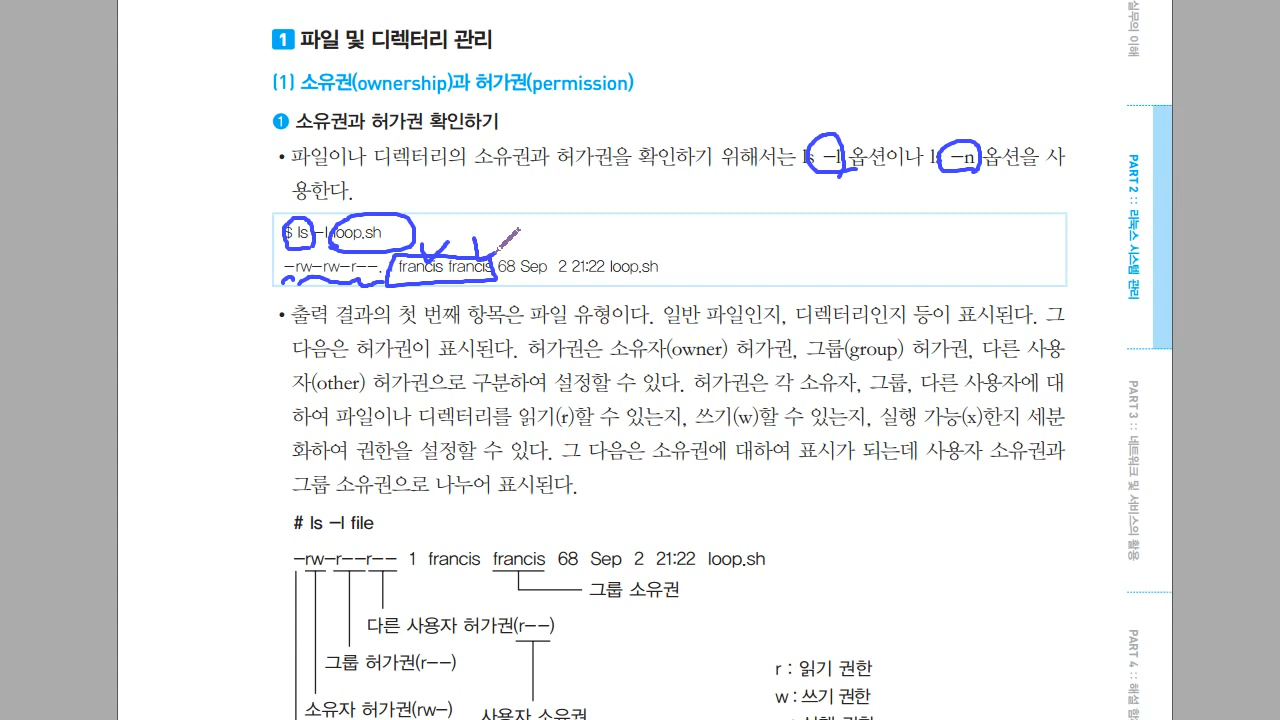 1 파일 및 디렉터리 관리
(1) 소유권(ownership)과 허가권(permission)
❶ 소유권과 허가권 확인하기
• 파일이나 디렉터리의 소유권과 허가권을 확인하기 위해서는 ls -l 옵션이나 ls -n 옵션을 사
용한다.
$ ls -l loop.sh
-rw-rw-r--. francis francis 68 Sep 2 21:22 loop.sh
• 출력 결과의 첫 번째 항목은 파일 유형이다. 일반 파일인지, 디렉터리인지 등이 표시된다. 그
다음은 허가권이 표시된다. 허가권은 소유자(owner) 허가권, 그룹(group) 허가권, 다른 사용
자(other) 허가권으로 구분하여 설정할 수 있다. 허가권은 각 소유자, 그룹, 다른 사용자에 대
하여 파일이나 디렉터리를 읽기(r)할 수 있는지, 쓰기(w)할 수 있는지, 실행 가능(x)한지 세분
화하여 권한을 설정할 수 있다. 그 다음은 소유권에 대하여 표시가 되는데 사용자 소유권과
그룹 소유권으로 나누어 표시된다.
# ls -l file
-rw-r--r-- 1 francis francis 68 Sep 2 21:22 loop.sh
그룹 소유권
다른 사용자 허가권(r--)
그룹 허가권(r--)
r : 읽기 권한
w : 쓰기 권한
소유자 허가권(rw-)
사용자 소유권
실무의 이해
PART 2 :: 리눅스 시스템 관리
PART 3 :: 네트워크 및 서비스의 활용
PART 4 ::